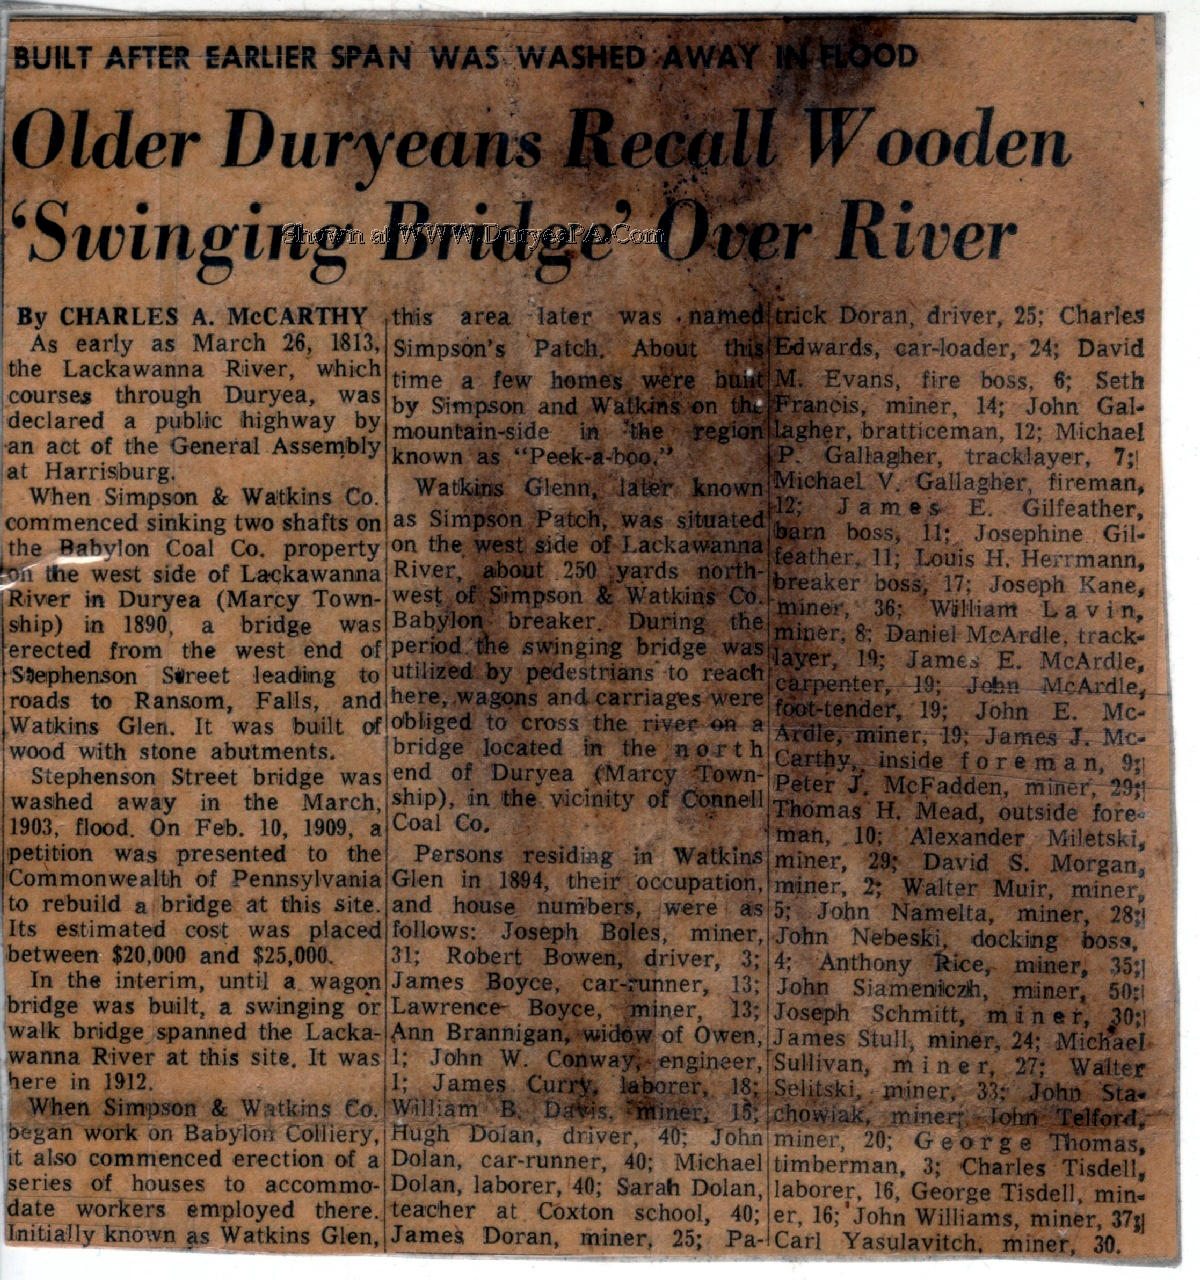 BUILT AFTER EARLIER SPAN WAS WASHED AWAY IN FLOOD
Older Duryeans Recall Wooden
'Swinging Bridge' Over River
Shown at WWW.DuryeaPA.Com
By CHARLES A. McCARTHY
As early as March 26, 1813,
the Lackawanna River, which
courses through Duryea, was
declared a public highway by
an act of the General Assembly
at Harrisburg.
When Simpson & Watkins Co.
commenced sinking two shafts on
the Babylon Coal Co. property
on the west side of Lackawanna
River in Duryea (Marcy Town-
ship) in 1890, a bridge was
erected from the west end of
Stephenson Street leading to
roads to Ransom, Falls, and
Watkins Glen. It was built of
wood with stone abutments.
Stephenson Street bridge was
washed away in the March,
1903, flood. On Feb. 10, 1909, a
petition was presented to the
Commonwealth of Pennsylvania
to rebuild a bridge at this site.
Its estimated cost was placed
between $20,000 and $25,000.
In the interim, until a wagon
bridge was built, a swinging or
walk bridge spanned the Lacka-
wanna River at this site. It was
here in 1912.
When Simpson & Watkins Co.
began work on Babylon Colliery,
it also commenced erection of a
series of houses to accommo-
date workers employed there.
Initially known as Watkins Glen,
this area later was named
Simpson's Patch. About this
time a few homes were built
by Simpson and Watkins on the
mountain-side in the region
known as "Peek-a-boo."
Watkins Glenn, later known
as Simpson Patch, was situated
on the west side of Lackawanna
River, about 250 yards north-
west of Simpson & Watkins Co.
Babylon breaker. During the
period the swinging bridge was
utilized by pedestrians to reach
here, wagons and carriages were
obliged to cross the river on a
bridge located in the north
end of Duryea (Marcy Town-
ship), in the vicinity of Connell
Coal Co.
Persons residing in Watkins
Glen in 1894, their occupation,
and house numbers, were as
follows: Joseph Boles, miner,
31; Robert Bowen, driver, 3;
James Boyce, car-runner, 13;
Lawrence Boyce, miner, 13;
Ann Brannigan, widow of Owen,
1; John W. Conway, engineer,
1; James Curry, laborer, 18;
William B. Davis, miner, 15;
Hugh Dolan, driver, 40; John
Dolan, car-runner, 40; Michael
Dolan, laborer, 40; Sarah Dolan,
teacher at Coxton school, 40;
James Doran, miner, 25; Pa-
trick Doran, driver, 25; Charles
Edwards, car-loader, 24; David
M. Evans, fire boss, 6; Seth
Francis, miner, 14; John Gal-
lagher, bratticeman, 12; Michael
P. Gallagher, tracklayer, 7;
Michael V. Gallagher, fireman,
12; James E. Gilfeather,
barn boss, 11; Josephine Gil-
feather, 11; Louis H. Herrmann,
breaker boss, 17; Joseph Kane,
miner, 36; William Lavin,
miner, 8; Daniel McArdle, track-
layer, 19; James E. McArdle,
carpenter, 19; John McArdle,
foot-tender, 19; John E. Mc-
Ardle, miner, 19; James J. Mc-
Carthy, inside foreman, 9;
Peter J. McFadden, miner, 29;
Thomas H. Mead, outside fore-
man, 10; Alexander Miletski,
miner, 29; David S. Morgan,
miner, 2; Walter Muir, miner,
5; John Namelta, miner, 28;
John Nebeski, docking boss,
4; Anthony Rice, miner, 35;
John Siameniczh, miner, 50;
Joseph Schmitt, miner, 30;
James Stull, miner, 24; Michael
Sullivan, miner, 27; Walter
Selitski, miner, 33; John Sta-
chowiak, miner; John Telford,
miner, 20; George Thomas,
timberman, 3; Charles Tisdell,
laborer, 16, George Tisdell, min-
er, 16; John Williams, miner, 37;
Carl Yasulavitch, miner, 30.